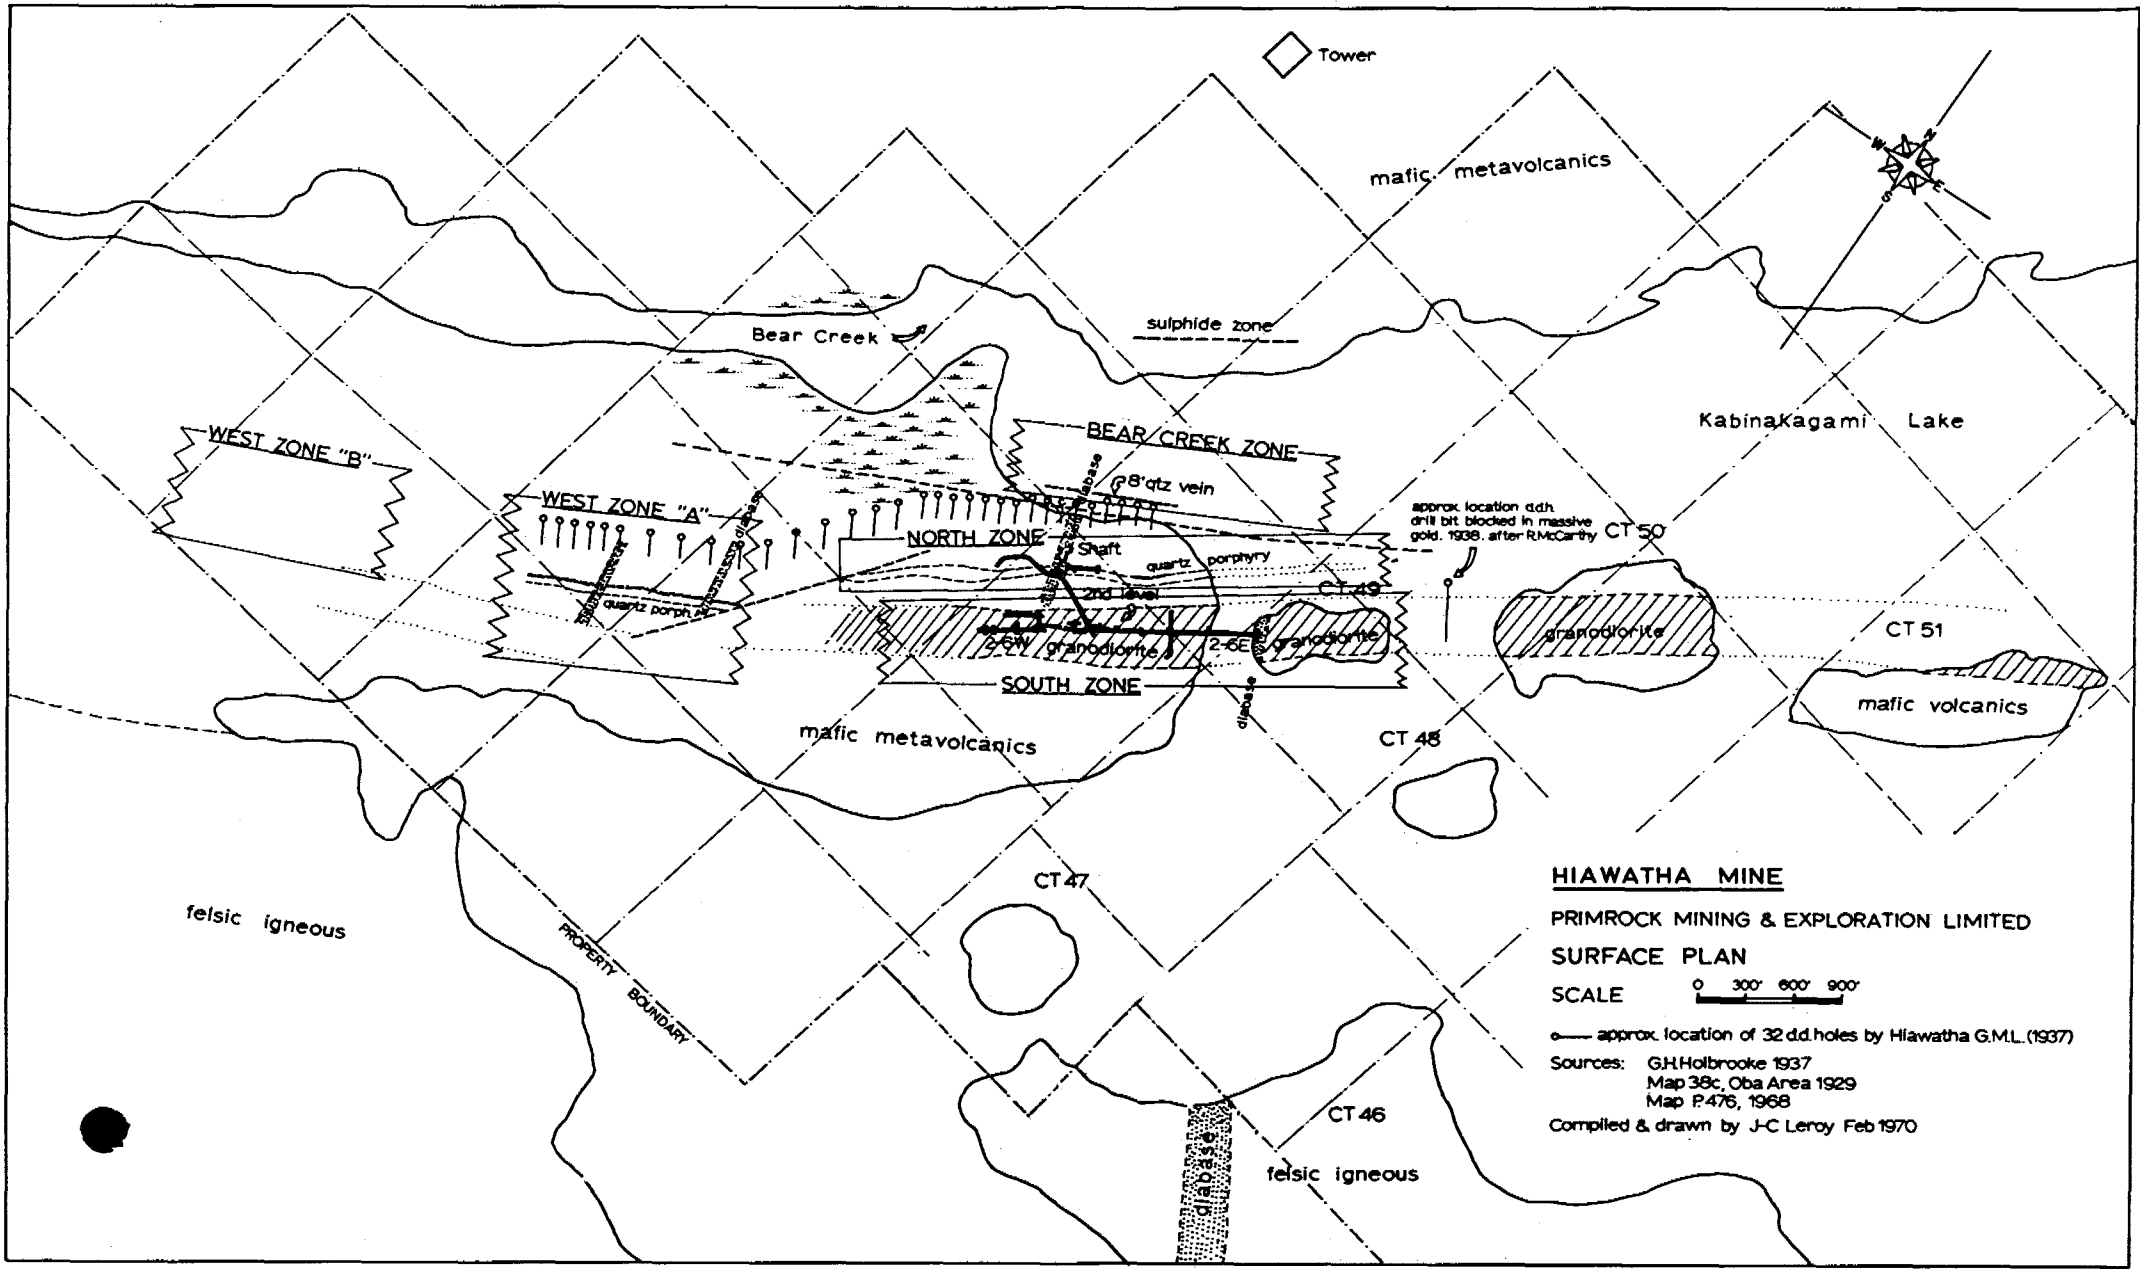 Tower
N
W
E
S
mafic metavolcanics
sulphide zone
Bear Creek
Kabinakagami Lake
WEST ZONE "B"
BEAR CREEK ZONE
diabase
8' qtz vein
WEST ZONE "A"
diabase
approx. location d.d.h.
drill bit blocked in massive
gold. 1938. after R.McCarthy
CT 50
NORTH ZONE
Shaft
quartz porphyry
quartz porph
2nd level
CT 49
2-6W
granodiorite
2-6E
granodiorite
granodiorite
CT 51
SOUTH ZONE
diabase
mafic volcanics
mafic metavolcanics
CT 48
CT 47
felsic igneous
PROPERTY BOUNDARY
HIAWATHA MINE
PRIMROCK MINING & EXPLORATION LIMITED
SURFACE PLAN
SCALE 0 300' 600' 900'
approx. location of 32 d.d. holes by Hiawatha G.M.L. (1937)
Sources: G.H.Holbrooke 1937
Map 38c, Oba Area 1929
Map P.476, 1968
Compiled & drawn by J-C Leroy Feb 1970
CT 46
diabase
felsic igneous